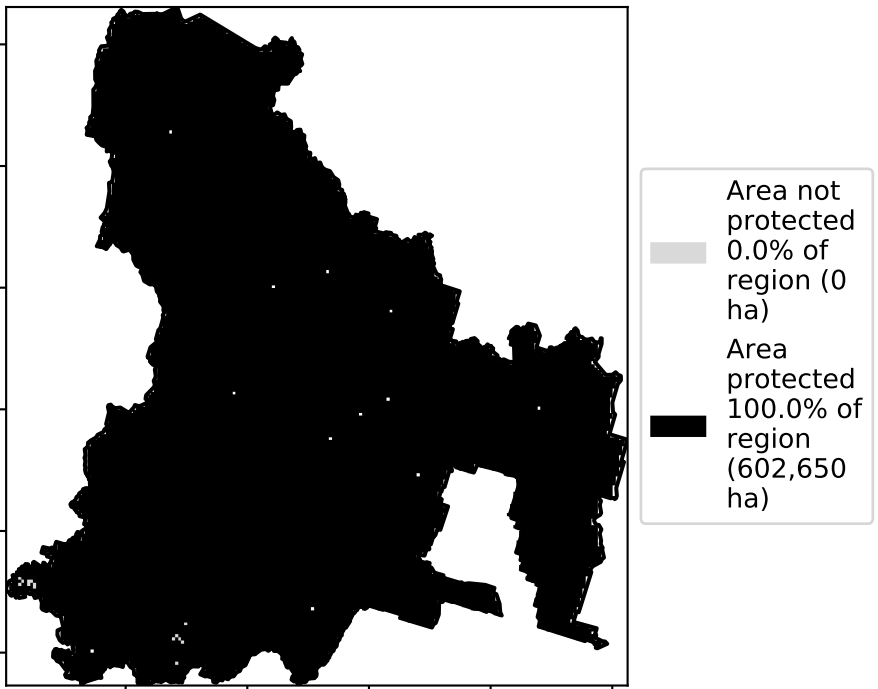 Area not
protected
0.0% of
region (0
ha)
Area
protected
100.0% of
region
(602,650
ha)